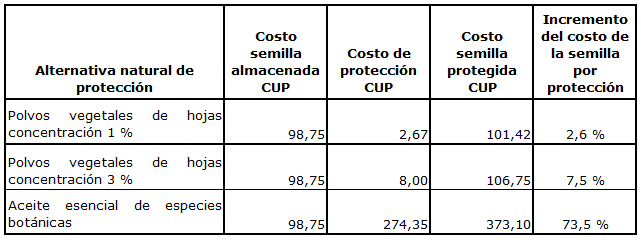 Alternativa natural de protección
Costo semilla almacenada CUP
Costo de protección CUP
Costo semilla protegida CUP
Incremento del costo de la semilla por protección
Polvos vegetales de hojas concentración 1 %
98,75
2,67
101,42
2,6 %
Polvos vegetales de hojas concentración 3 %
98,75
8,00
106,75
7,5 %
Aceite esencial de especies botánicas
98,75
274,35
373,10
73,5 %